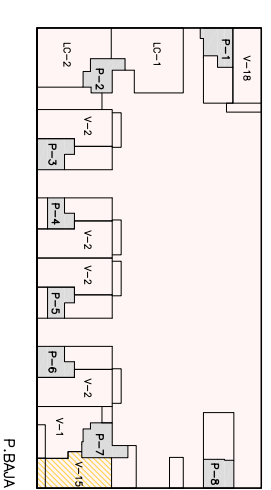 LC-2
LC-1
P-1
V-18
P-2
V-2
P-3
P-4
V-2
V-2
P-5
P-6
V-2
V-1
P-7
V-15
P-8
P.BAJA